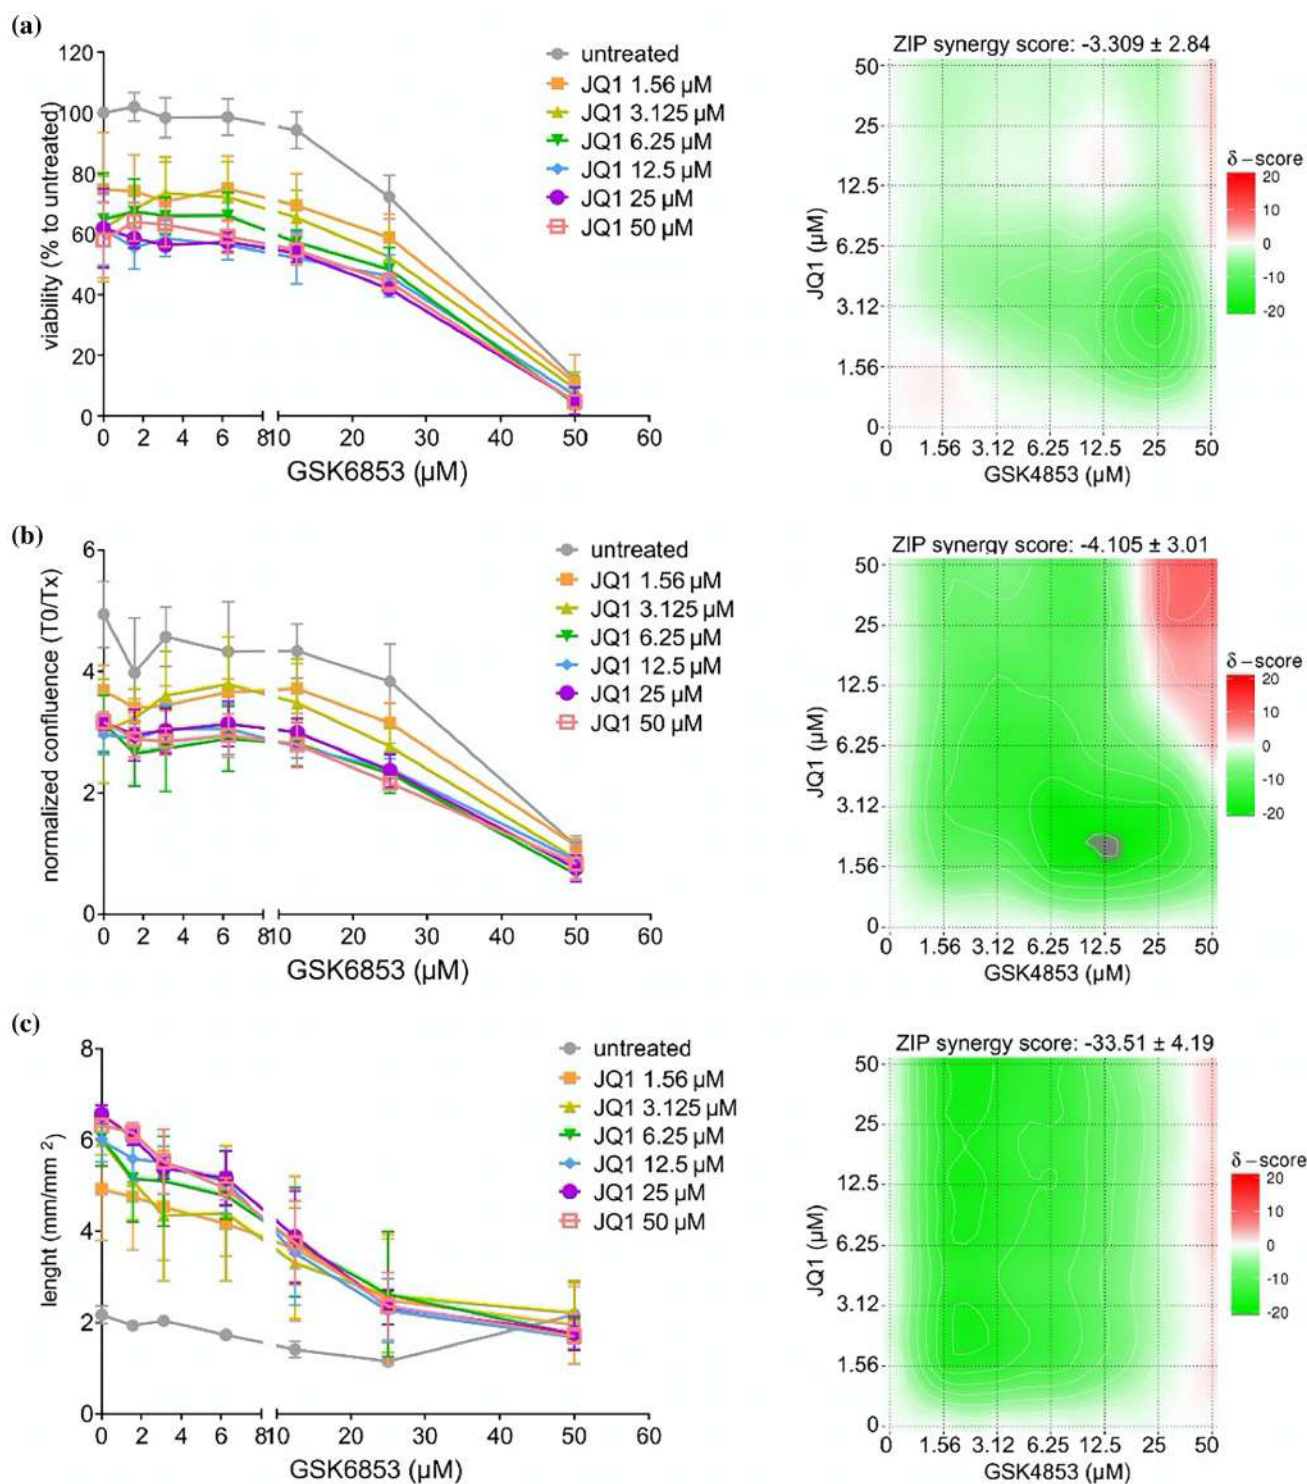 (a)
120
100
80
60
40
20
0
viability (% to untreated)
0 2 4 6 8 10 20 30 40 50 60
GSK6853 (µM)
untreated
JQ1 1.56 µM
JQ1 3.125 µM
JQ1 6.25 µM
JQ1 12.5 µM
JQ1 25 µM
JQ1 50 µM
ZIP synergy score: -3.309 ± 2.84
50
25
12.5
6.25
3.12
1.56
0
JQ1 (µM)
0 1.56 3.12 6.25 12.5 25 50
GSK4853 (µM)
δ – score
20
10
0
-10
-20
(b)
6
4
2
0
normalized confluence (T0/Tx)
0 2 4 6 8 10 20 30 40 50 60
GSK6853 (µM)
untreated
JQ1 1.56 µM
JQ1 3.125 µM
JQ1 6.25 µM
JQ1 12.5 µM
JQ1 25 µM
JQ1 50 µM
ZIP synergy score: -4.105 ± 3.01
50
25
12.5
6.25
3.12
1.56
0
JQ1 (µM)
0 1.56 3.12 6.25 12.5 25 50
GSK4853 (µM)
δ – score
20
10
0
-10
-20
(c)
8
6
4
2
0
lenght (mm/mm²)
0 2 4 6 8 10 20 30 40 50 60
GSK6853 (µM)
untreated
JQ1 1.56 µM
JQ1 3.125 µM
JQ1 6.25 µM
JQ1 12.5 µM
JQ1 25 µM
JQ1 50 µM
ZIP synergy score: -33.51 ± 4.19
50
25
12.5
6.25
3.12
1.56
0
JQ1 (µM)
0 1.56 3.12 6.25 12.5 25 50
GSK4853 (µM)
δ – score
20
10
0
-10
-20